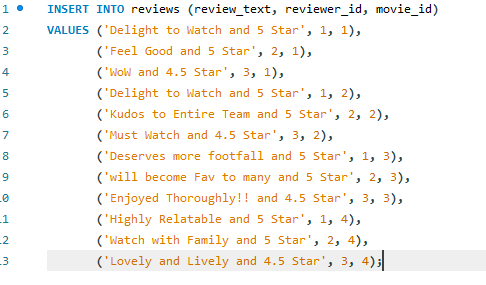 1 INSERT INTO reviews (review_text, reviewer_id, movie_id)
2 VALUES ('Delight to Watch and 5 Star', 1, 1),
3 ('Feel Good and 5 Star', 2, 1),
4 ('WoW and 4.5 Star', 3, 1),
5 ('Delight to Watch and 5 Star', 1, 2),
6 ('Kudos to Entire Team and 5 Star', 2, 2),
7 ('Must Watch and 4.5 Star', 3, 2),
8 ('Deserves more footfall and 5 Star', 1, 3),
9 ('will become Fav to many and 5 Star', 2, 3),
0 ('Enjoyed Thoroughly!! and 4.5 Star', 3, 3),
1 ('Highly Relatable and 5 Star', 1, 4),
2 ('Watch with Family and 5 Star', 2, 4),
3 ('Lovely and Lively and 4.5 Star', 3, 4);